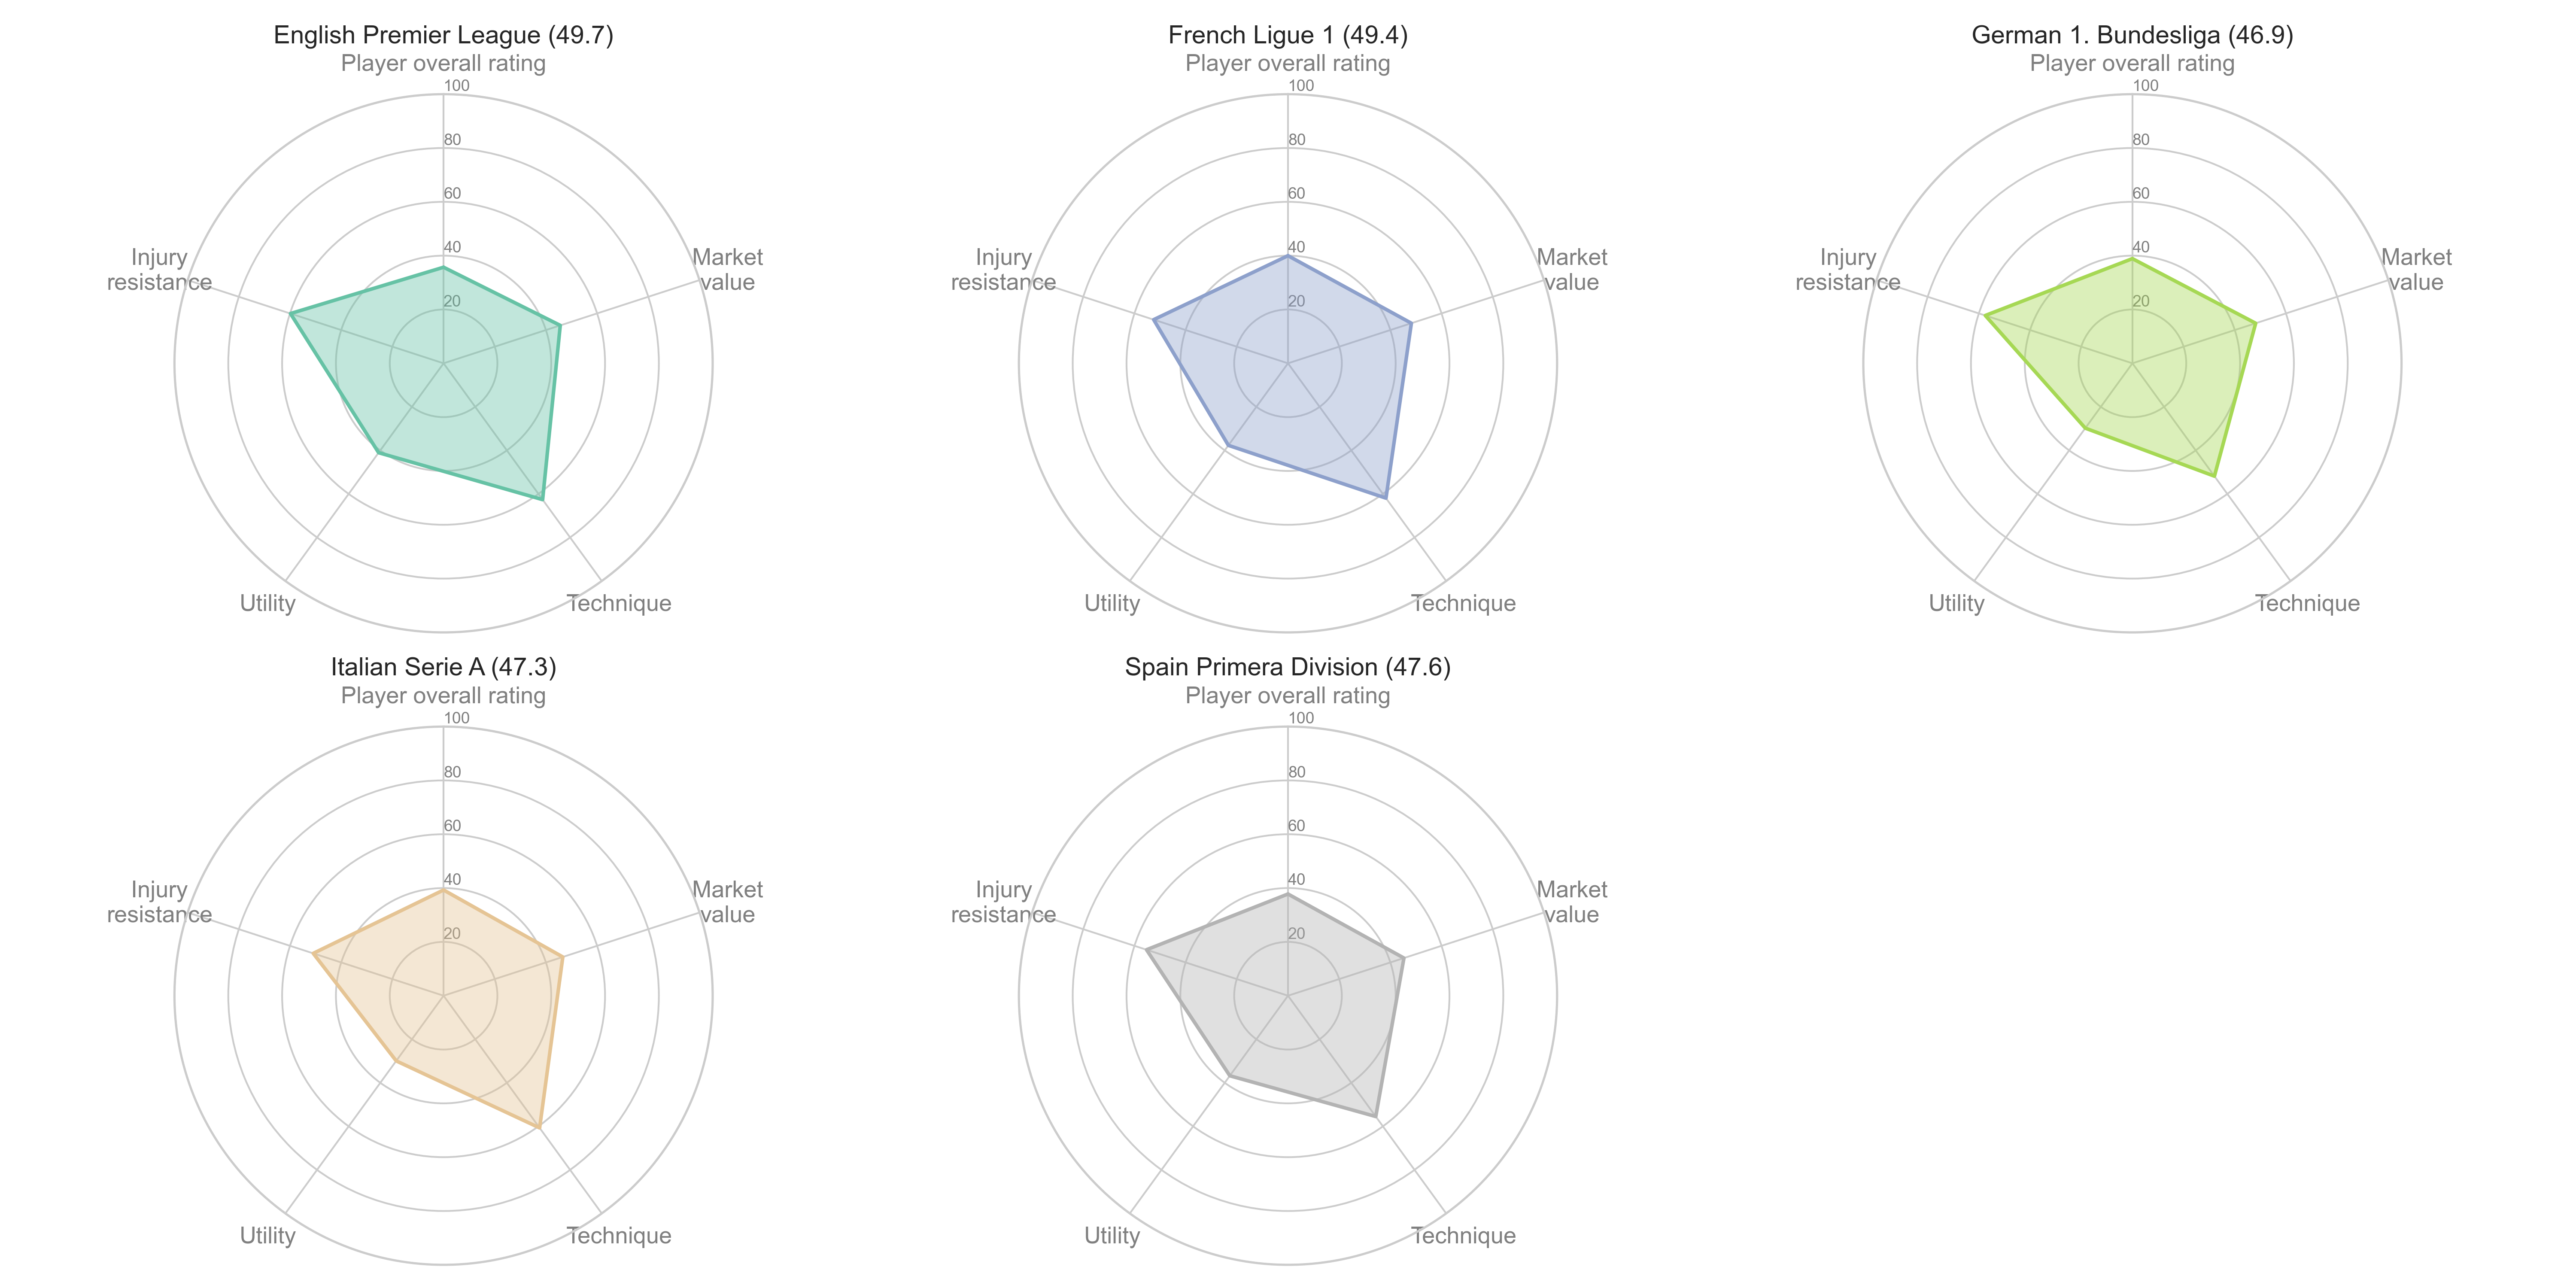 English Premier League (49.7)
Player overall rating
100
80
60
40
20
Injury
resistance
Market
value
Utility
Technique
French Ligue 1 (49.4)
Player overall rating
100
80
60
40
20
Injury
resistance
Market
value
Utility
Technique
German 1. Bundesliga (46.9)
Player overall rating
100
80
60
40
20
Injury
resistance
Market
value
Utility
Technique
Italian Serie A (47.3)
Player overall rating
100
80
60
40
20
Injury
resistance
Market
value
Utility
Technique
Spain Primera Division (47.6)
Player overall rating
100
80
60
40
20
Injury
resistance
Market
value
Utility
Technique